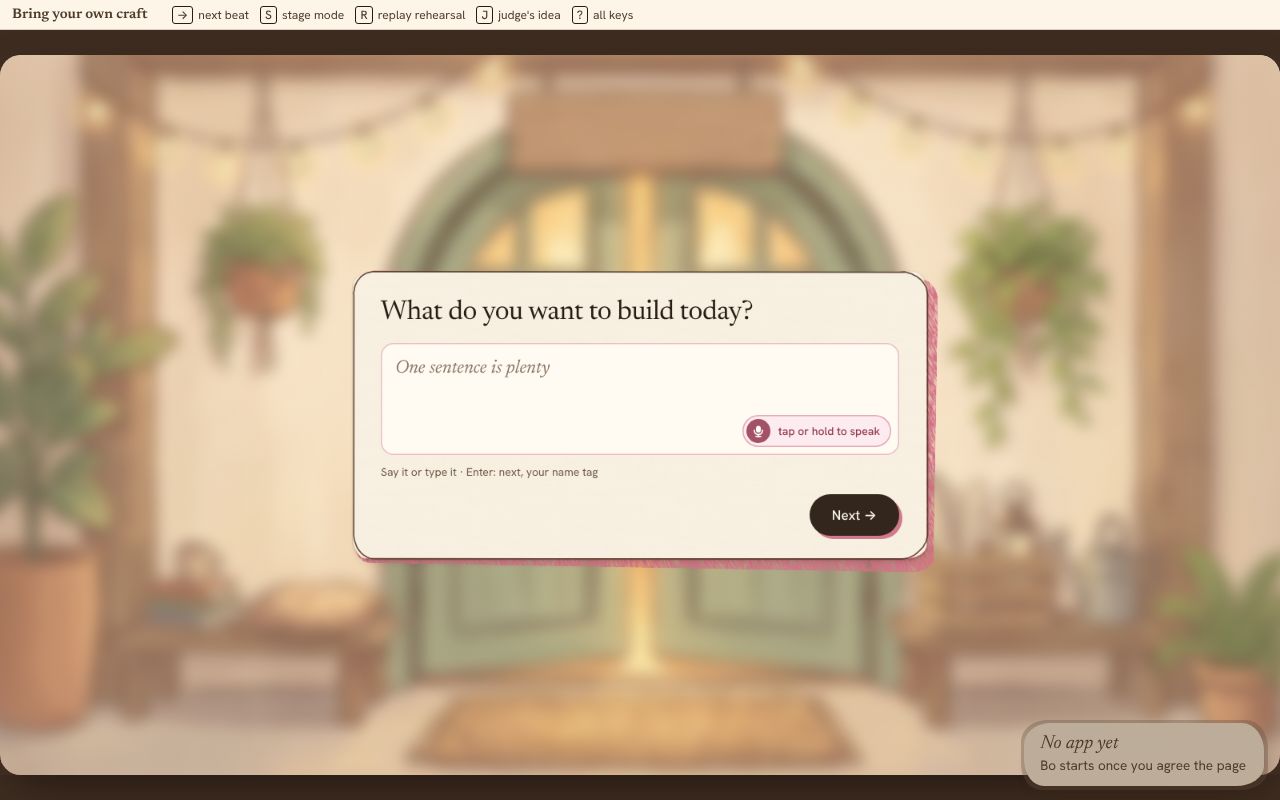 Bring your own craft → next beat S stage mode R replay rehearsal J judge's idea ? all keys
What do you want to build today?
One sentence is plenty
tap or hold to speak
Say it or type it · Enter: next, your name tag
Next →
No app yet
Bo starts once you agree the page